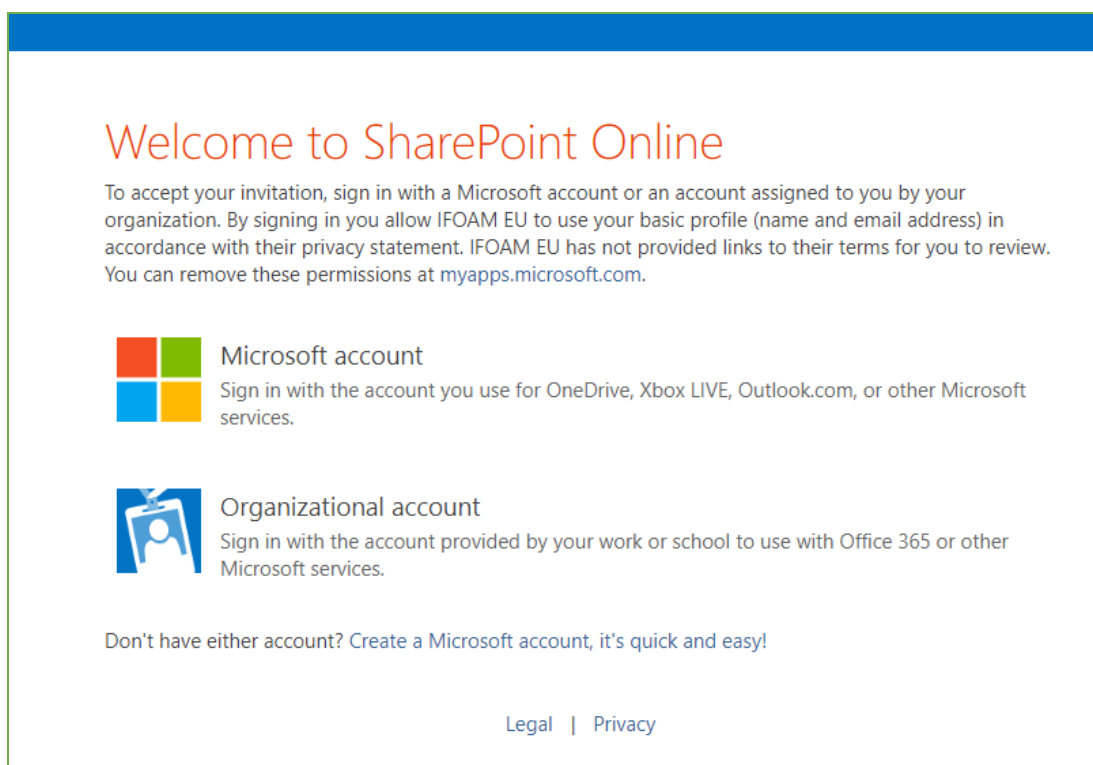 Welcome to SharePoint Online
To accept your invitation, sign in with a Microsoft account or an account assigned to you by your
organization. By signing in you allow IFOAM EU to use your basic profile (name and email address) in
accordance with their privacy statement. IFOAM EU has not provided links to their terms for you to review.
You can remove these permissions at myapps.microsoft.com.
Microsoft account
Sign in with the account you use for OneDrive, Xbox LIVE, Outlook.com, or other Microsoft
services.
Organizational account
Sign in with the account provided by your work or school to use with Office 365 or other
Microsoft services.
Don't have either account? Create a Microsoft account, it's quick and easy!
Legal | Privacy